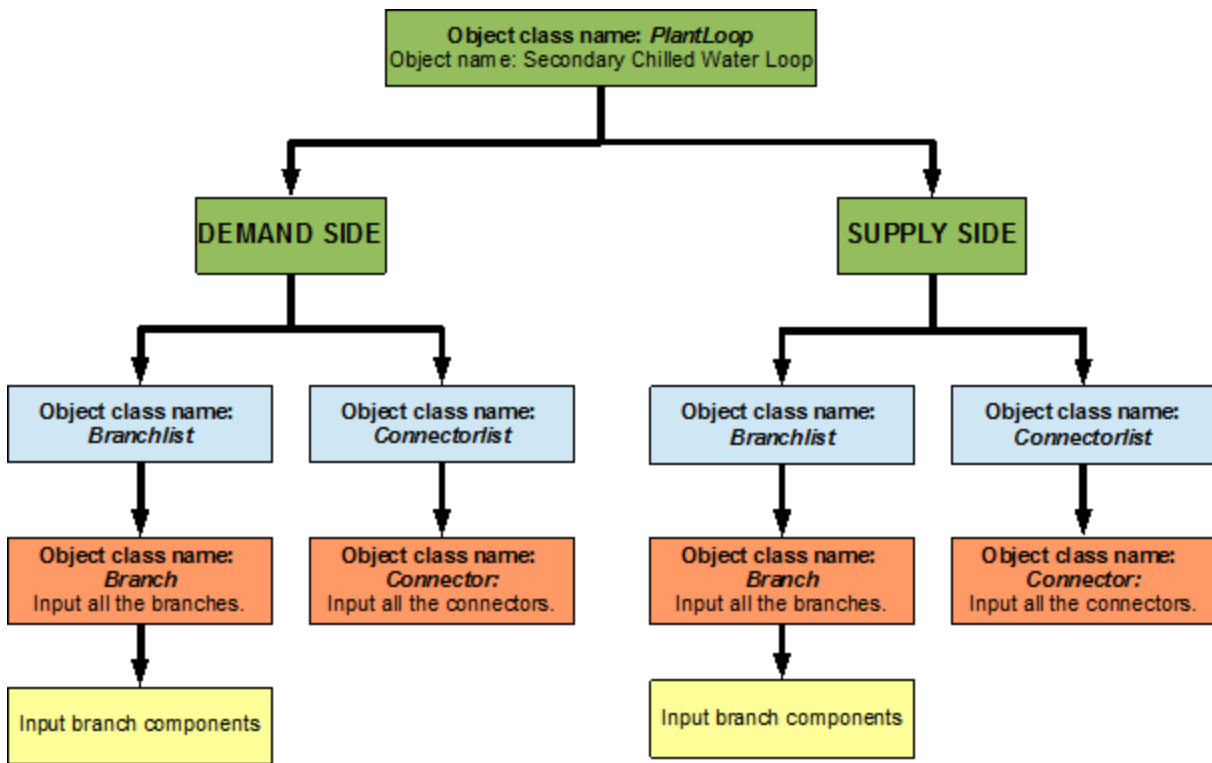 Object class name: PlantLoop
Object name: Secondary Chilled Water Loop
DEMAND SIDE
SUPPLY SIDE
Object class name:
Branchlist
Object class name:
Connectorlist
Object class name:
Branchlist
Object class name:
Connectorlist
Object class name:
Branch
Input all the branches.
Object class name:
Connector:
Input all the connectors.
Object class name:
Branch
Input all the branches.
Object class name:
Connector:
Input all the connectors.
Input branch components
Input branch components